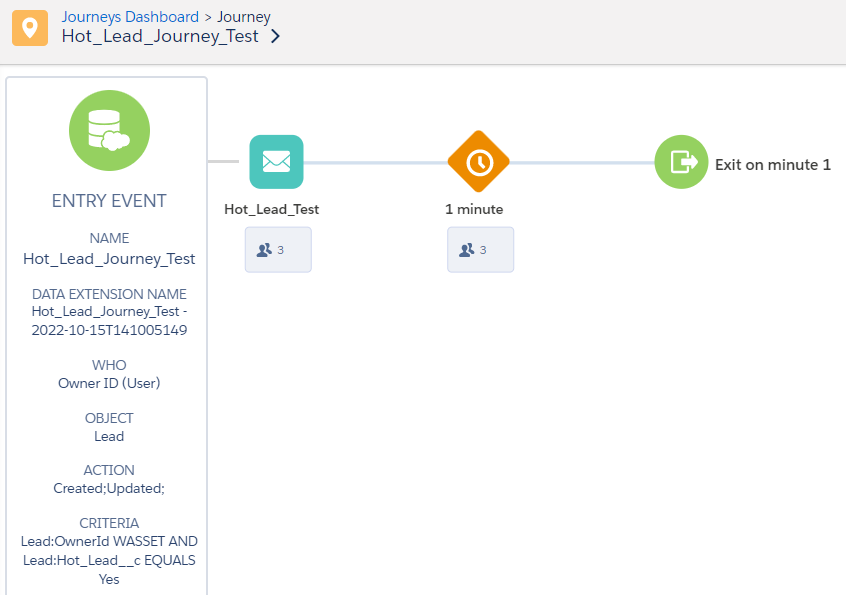 Journeys Dashboard > Journey
Hot_Lead_Journey_Test
ENTRY EVENT
NAME
Hot_Lead_Journey_Test
DATA EXTENSION NAME
Hot_Lead_Journey_Test -
2022-10-15T141005149
WHO
Owner ID (User)
OBJECT
Lead
ACTION
Created;Updated;
CRITERIA
Lead:OwnerId WASSET AND
Lead:Hot_Lead__c EQUALS
Yes
Hot_Lead_Test
3
1 minute
3
Exit on minute 1